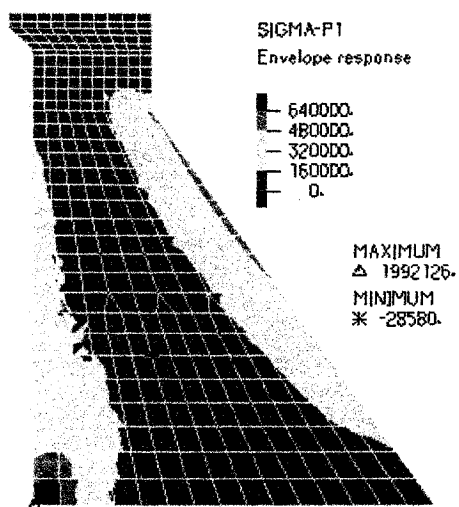 SIGMA-P1
Envelope response
640000.
480000.
320000.
160000.
0.
MAXIMUM
△ 1992126.
MINIMUM
✳ -28580.